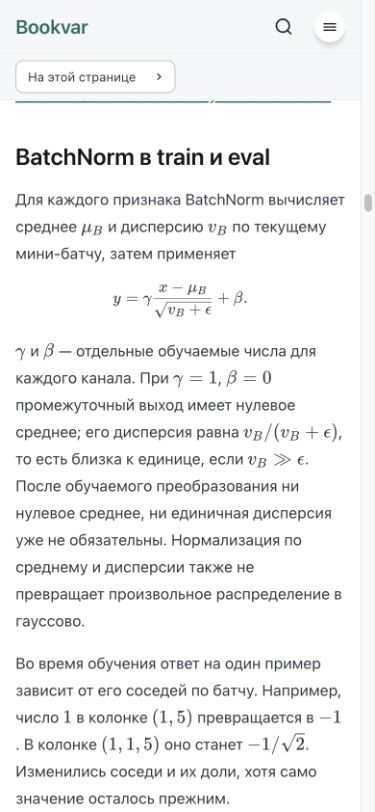 Bookvar
На этой странице
BatchNorm в train и eval
Для каждого признака BatchNorm вычисляет
среднее μ_B и дисперсию v_B по текущему
мини-батчу, затем применяет
y = γ (x − μ_B) / √(v_B + ϵ) + β.
γ и β — отдельные обучаемые числа для
каждого канала. При γ = 1, β = 0
промежуточный выход имеет нулевое
среднее; его дисперсия равна v_B/(v_B + ϵ),
то есть близка к единице, если v_B ≫ ϵ.
После обучаемого преобразования ни
нулевое среднее, ни единичная дисперсия
уже не обязательны. Нормализация по
среднему и дисперсии также не
превращает произвольное распределение в
гауссово.
Во время обучения ответ на один пример
зависит от его соседей по батчу. Например,
число 1 в колонке (1, 5) превращается в −1
. В колонке (1, 1, 5) оно станет −1/√2.
Изменились соседи и их доли, хотя само
значение осталось прежним.